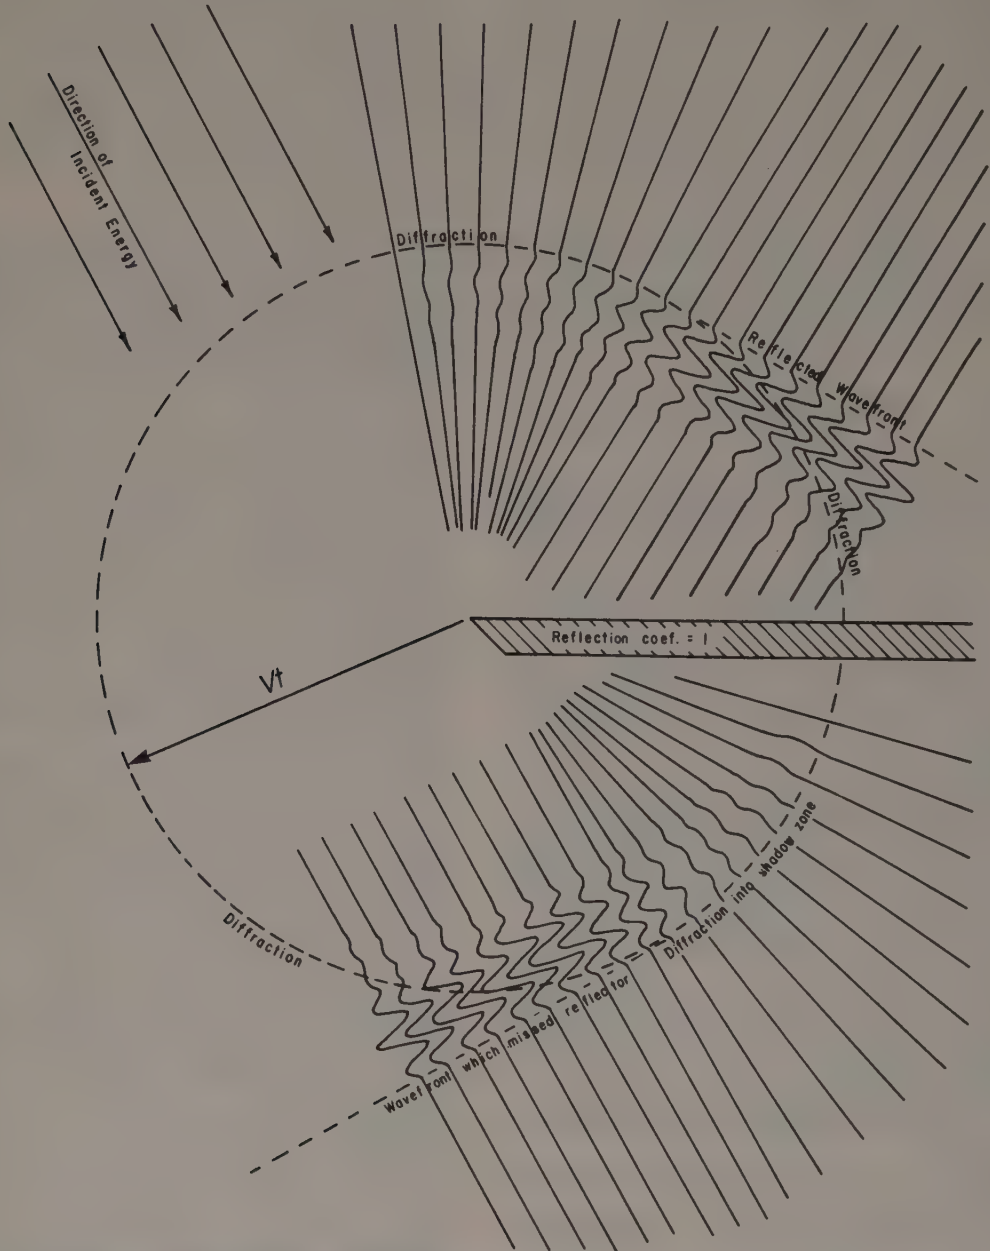 Direction of
Incident Energy
Diffraction
Reflected Wavefront
Diffraction
Reflection coef. = 1
Vt
Diffraction into shadow zone
Diffraction
Wavefront which missed reflector